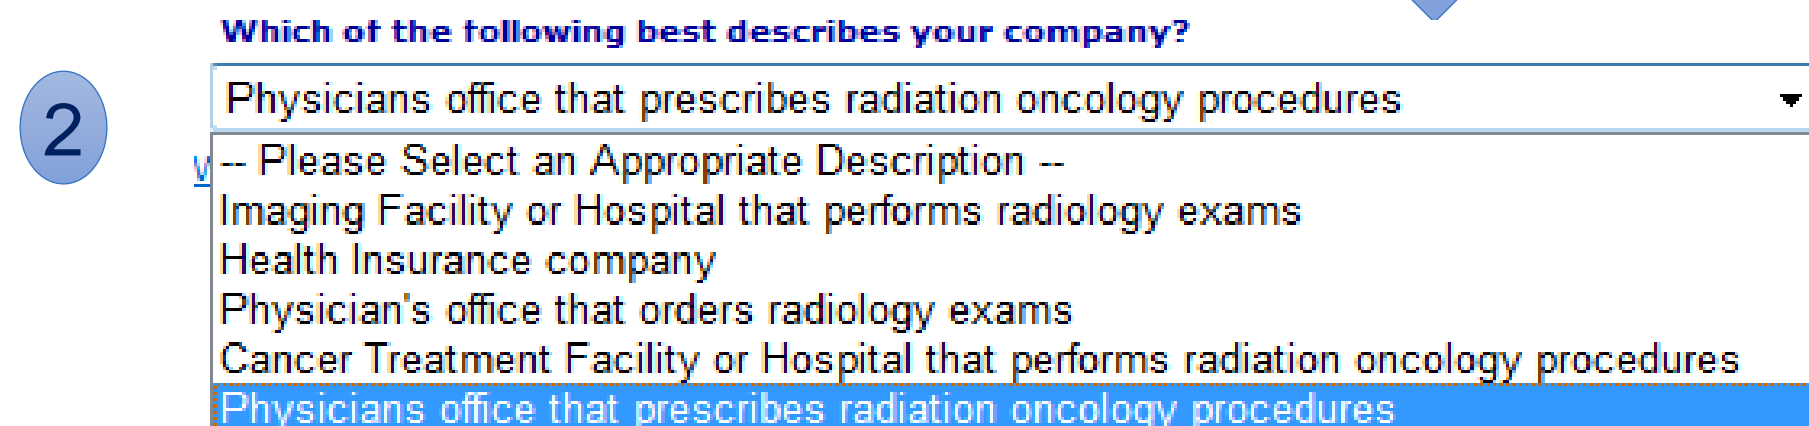 Which of the following best describes your company?
2
Physicians office that prescribes radiation oncology procedures
-- Please Select an Appropriate Description --
Imaging Facility or Hospital that performs radiology exams
Health Insurance company
Physician's office that orders radiology exams
Cancer Treatment Facility or Hospital that performs radiation oncology procedures
Physicians office that prescribes radiation oncology procedures